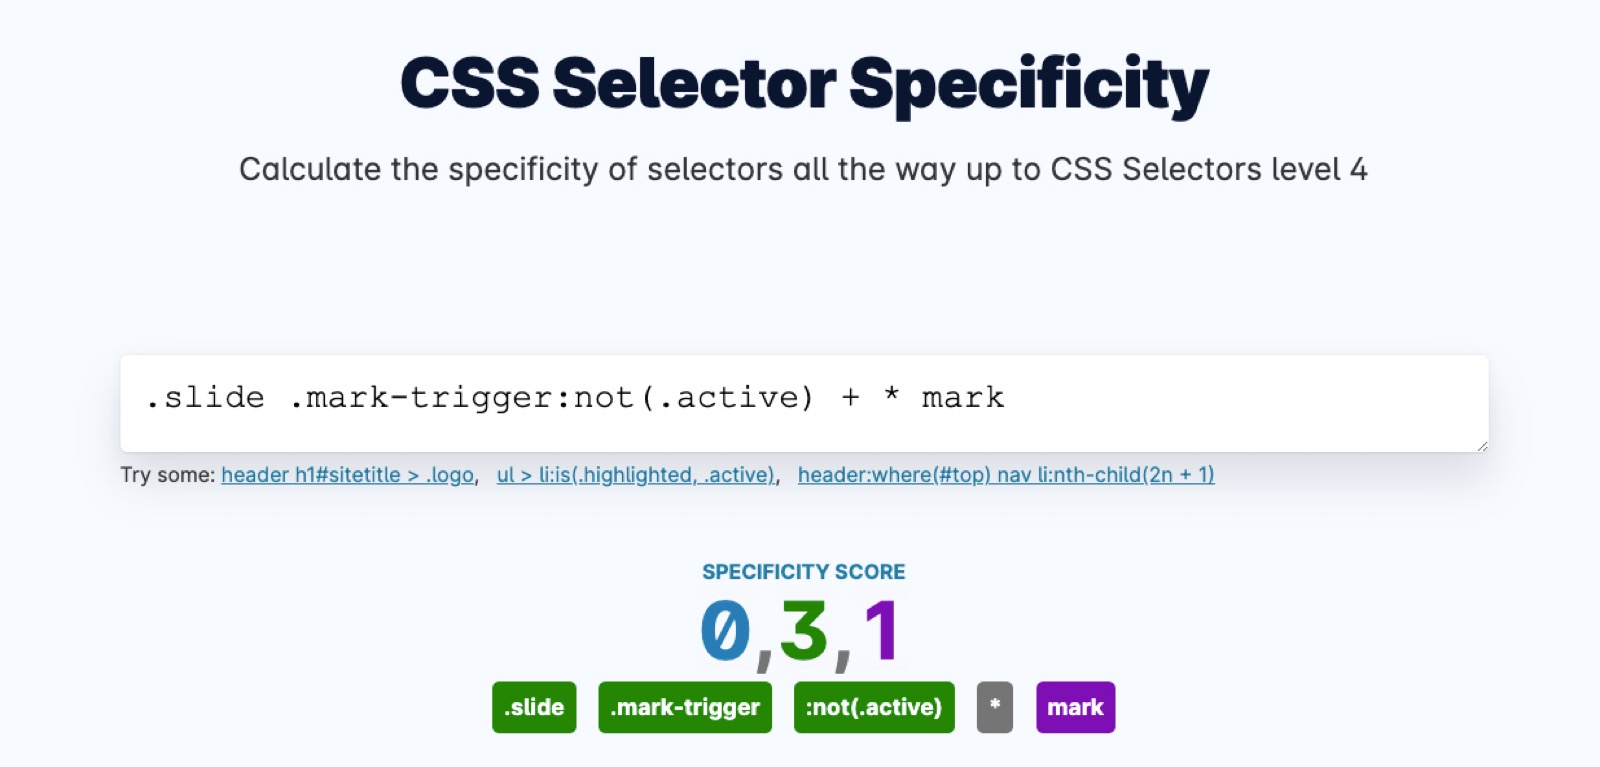 CSS Selector Specificity
Calculate the specificity of selectors all the way up to CSS Selectors level 4
.slide .mark-trigger:not(.active) + * mark
Try some: header h1#sitetitle > .logo, ul > li:is(.highlighted, .active), header:where(#top) nav li:nth-child(2n + 1)
SPECIFICITY SCORE
0,3,1
.slide .mark-trigger :not(.active) * mark